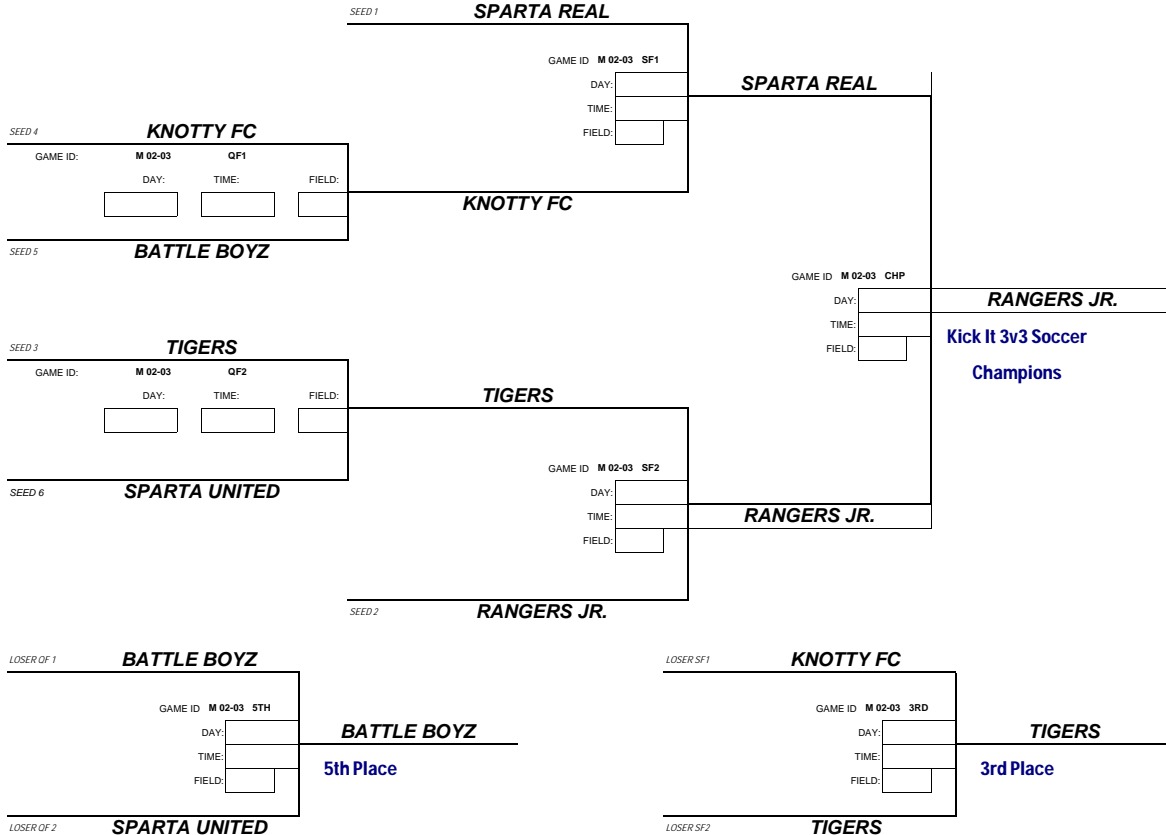 SEED 1 SPARTA REAL
GAME ID M 02-03 SF1
DAY:
TIME:
FIELD:
SPARTA REAL
SEED 4 KNOTTY FC
GAME ID: M 02-03 QF1
DAY: TIME: FIELD:
KNOTTY FC
SEED 5 BATTLE BOYZ
GAME ID M 02-03 CHP
DAY:
TIME:
FIELD:
RANGERS JR.
Kick It 3v3 Soccer
Champions
SEED 3 TIGERS
GAME ID: M 02-03 QF2
DAY: TIME: FIELD:
TIGERS
SEED 6 SPARTA UNITED
GAME ID M 02-03 SF2
DAY:
TIME:
FIELD:
RANGERS JR.
SEED 2 RANGERS JR.
LOSER QF 1 BATTLE BOYZ
GAME ID M 02-03 5TH
DAY:
TIME:
FIELD:
BATTLE BOYZ
5th Place
LOSER QF 2 SPARTA UNITED
LOSER SF1 KNOTTY FC
GAME ID M 02-03 3RD
DAY:
TIME:
FIELD:
TIGERS
3rd Place
LOSER SF2 TIGERS